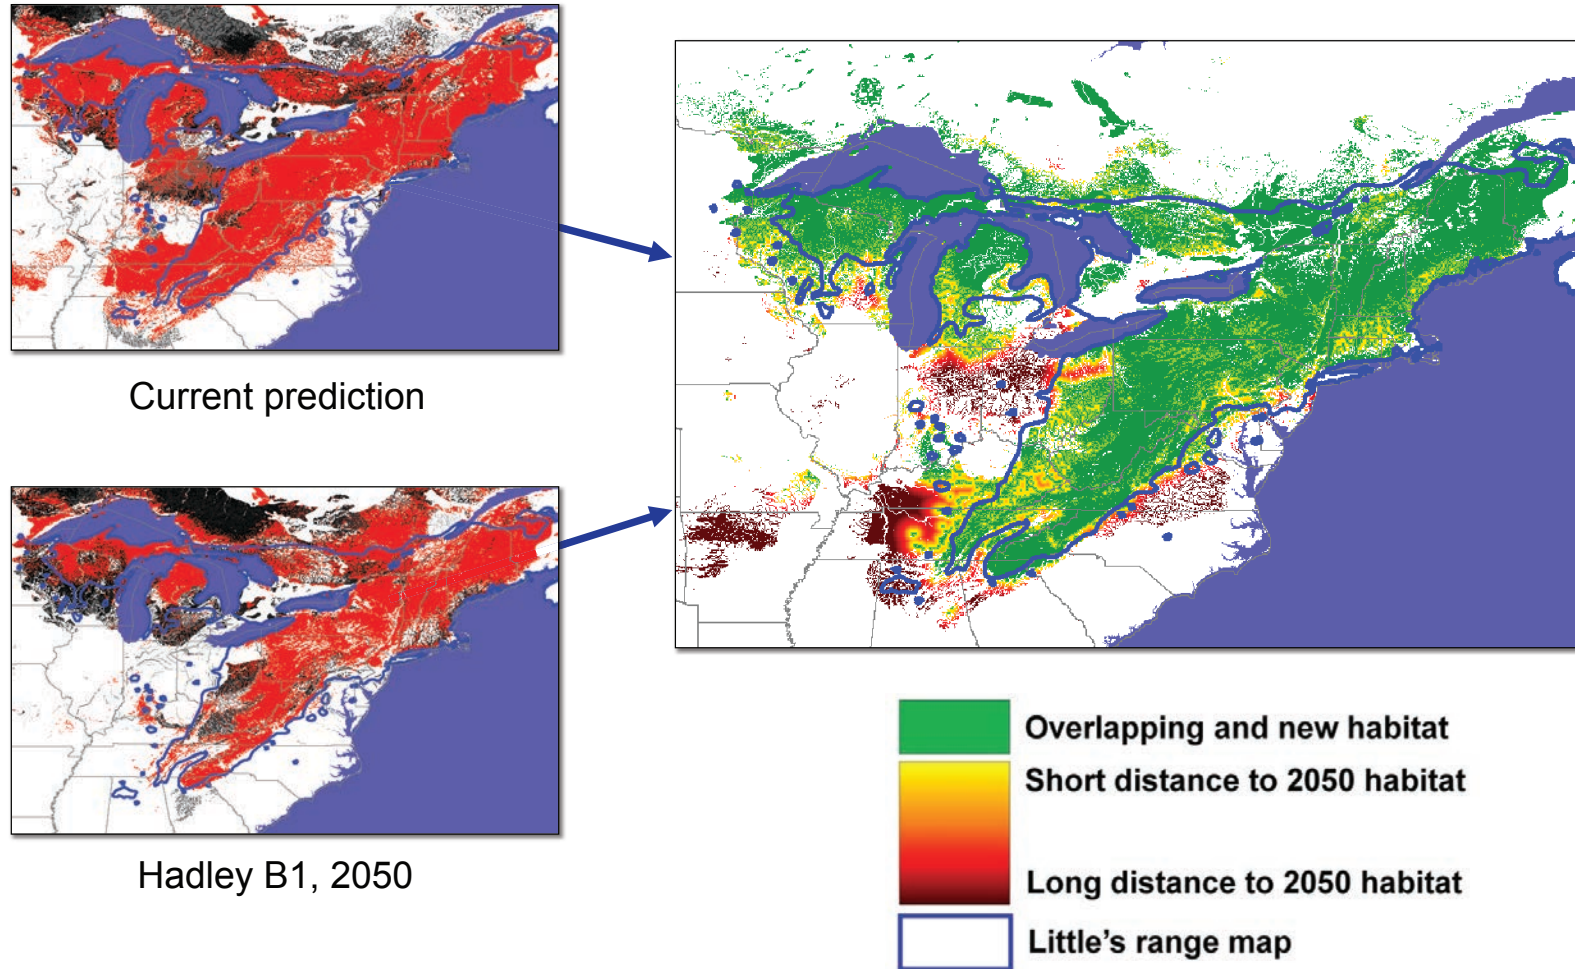 Current prediction
Hadley B1, 2050
Overlapping and new habitat
Short distance to 2050 habitat
Long distance to 2050 habitat
Little’s range map